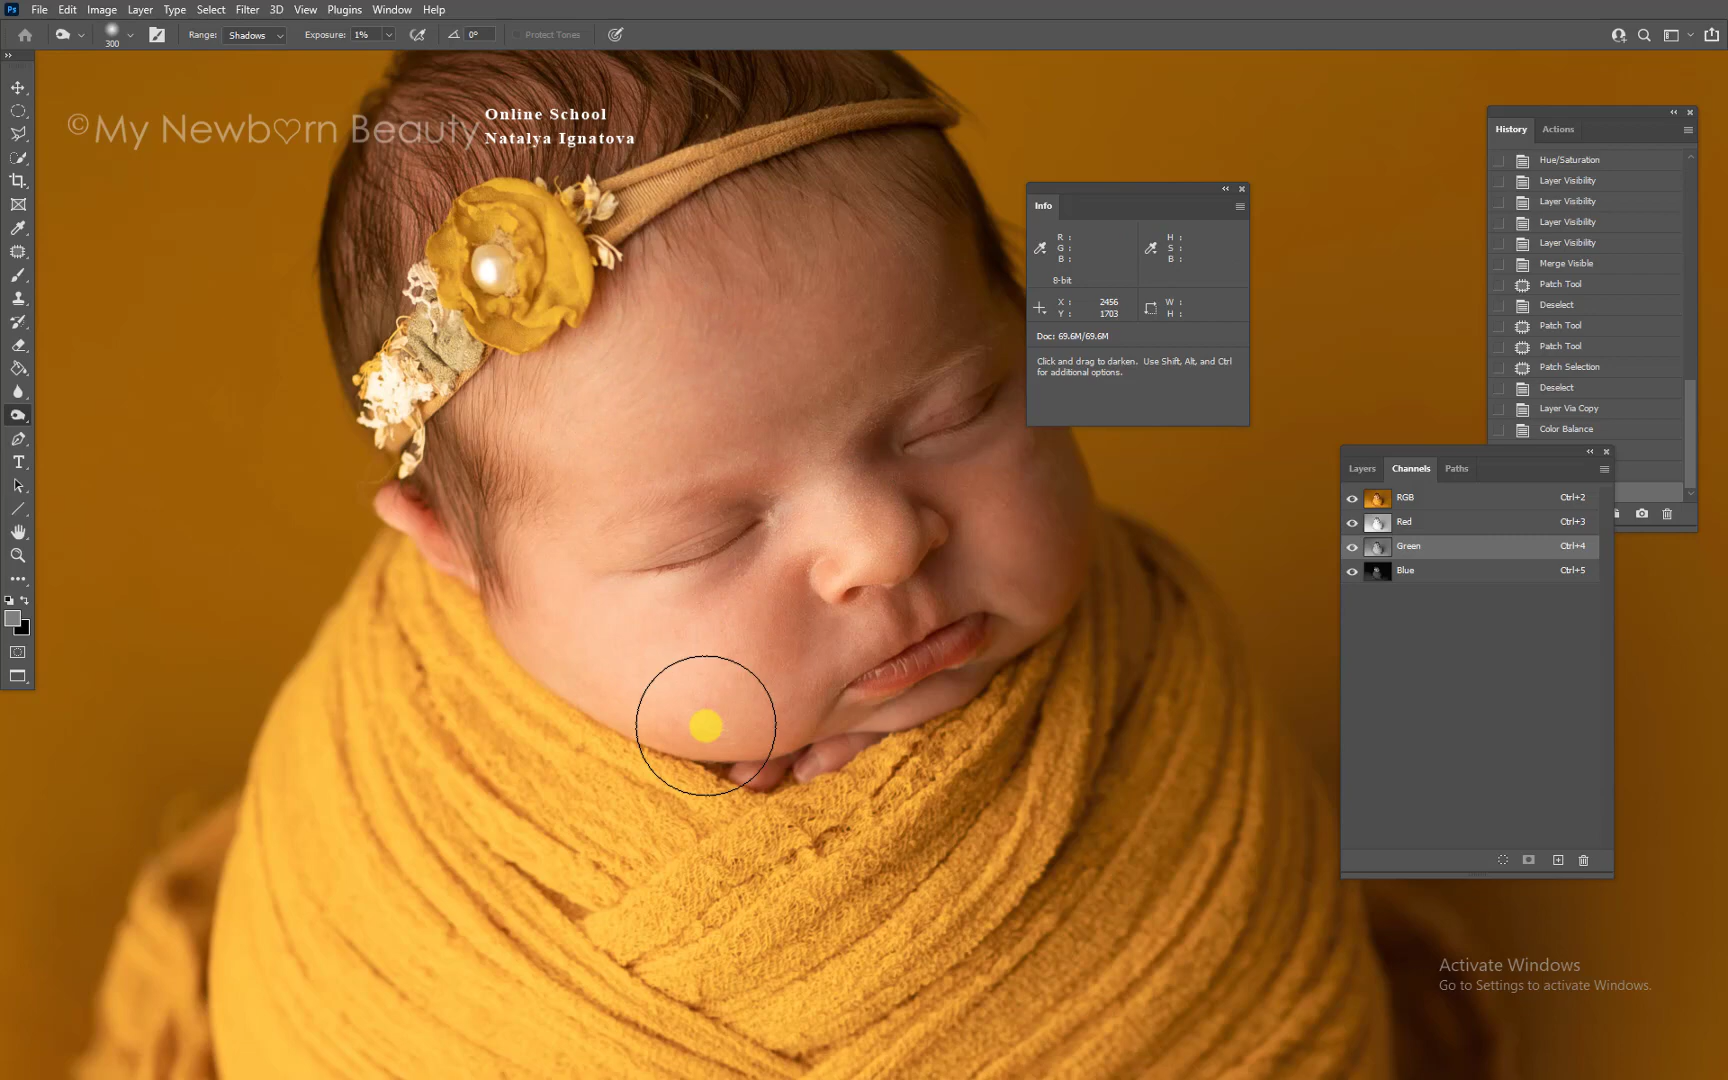 Ps File Edit Image Layer Type Select Filter 3D View Plugins Window Help
300 Range: Shadows Exposure: 1% 0° Protect Tones
©My Newborn Beauty
Online School
Natalya Ignatova
Info
R :
G :
B :
H :
S :
B :
8-bit
X : 2456
Y : 1703
W :
H :
Doc: 69.6M/69.6M
Click and drag to darken. Use Shift, Alt, and Ctrl
for additional options.
History Actions
Hue/Saturation
Layer Visibility
Layer Visibility
Layer Visibility
Layer Visibility
Merge Visible
Patch Tool
Deselect
Patch Tool
Patch Tool
Patch Selection
Deselect
Layer Via Copy
Color Balance
Layers Channels Paths
RGB Ctrl+2
Red Ctrl+3
Green Ctrl+4
Blue Ctrl+5
Activate Windows
Go to Settings to activate Windows.